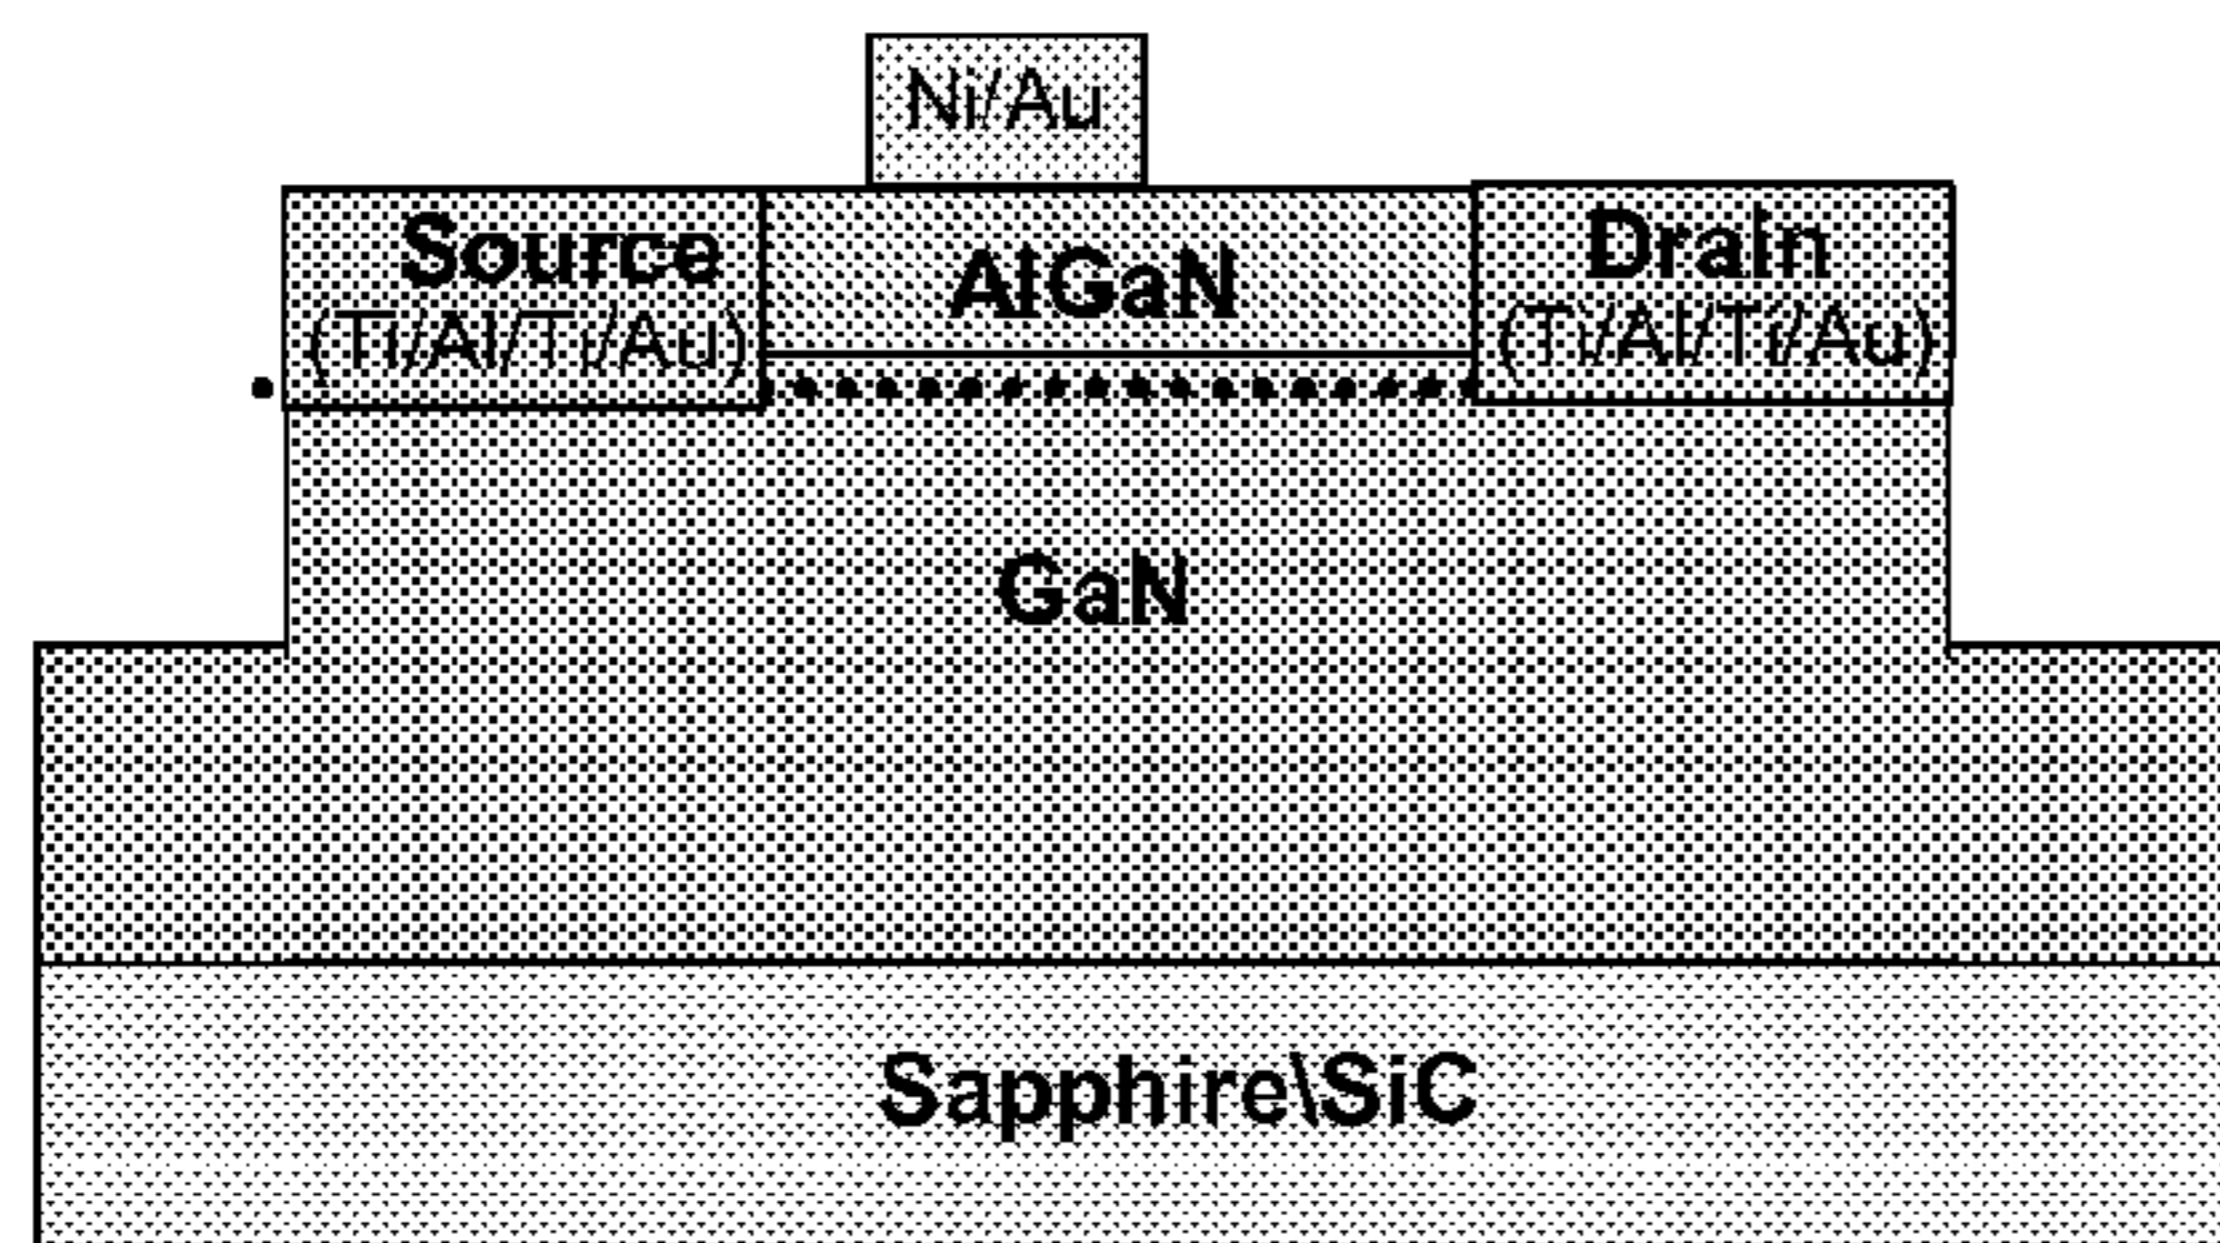 Ni/Au
Source
(Ti/Al/Ti/Au)
AlGaN
Drain
(Ti/Al/Ti/Au)
GaN
Sapphire\SiC